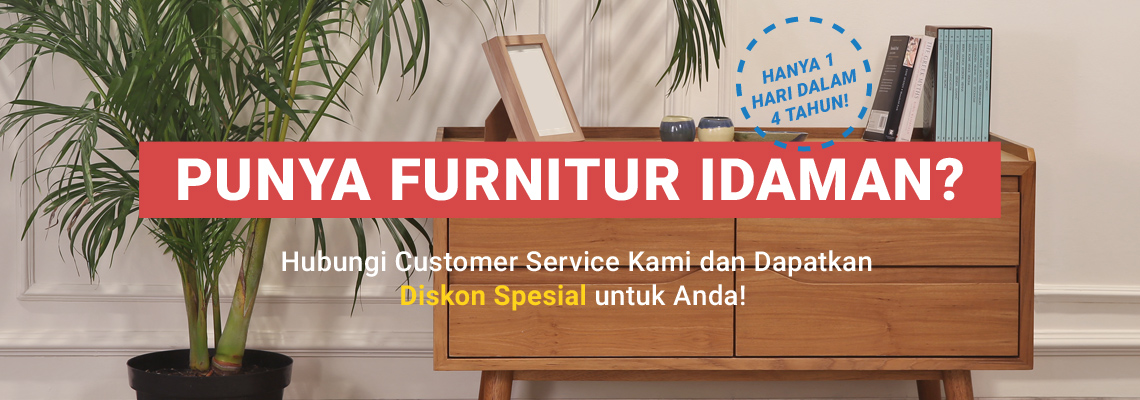 HANYA 1
HARI DALAM
4 TAHUN!
PUNYA FURNITUR IDAMAN?
Hubungi Customer Service Kami dan Dapatkan
Diskon Spesial untuk Anda!